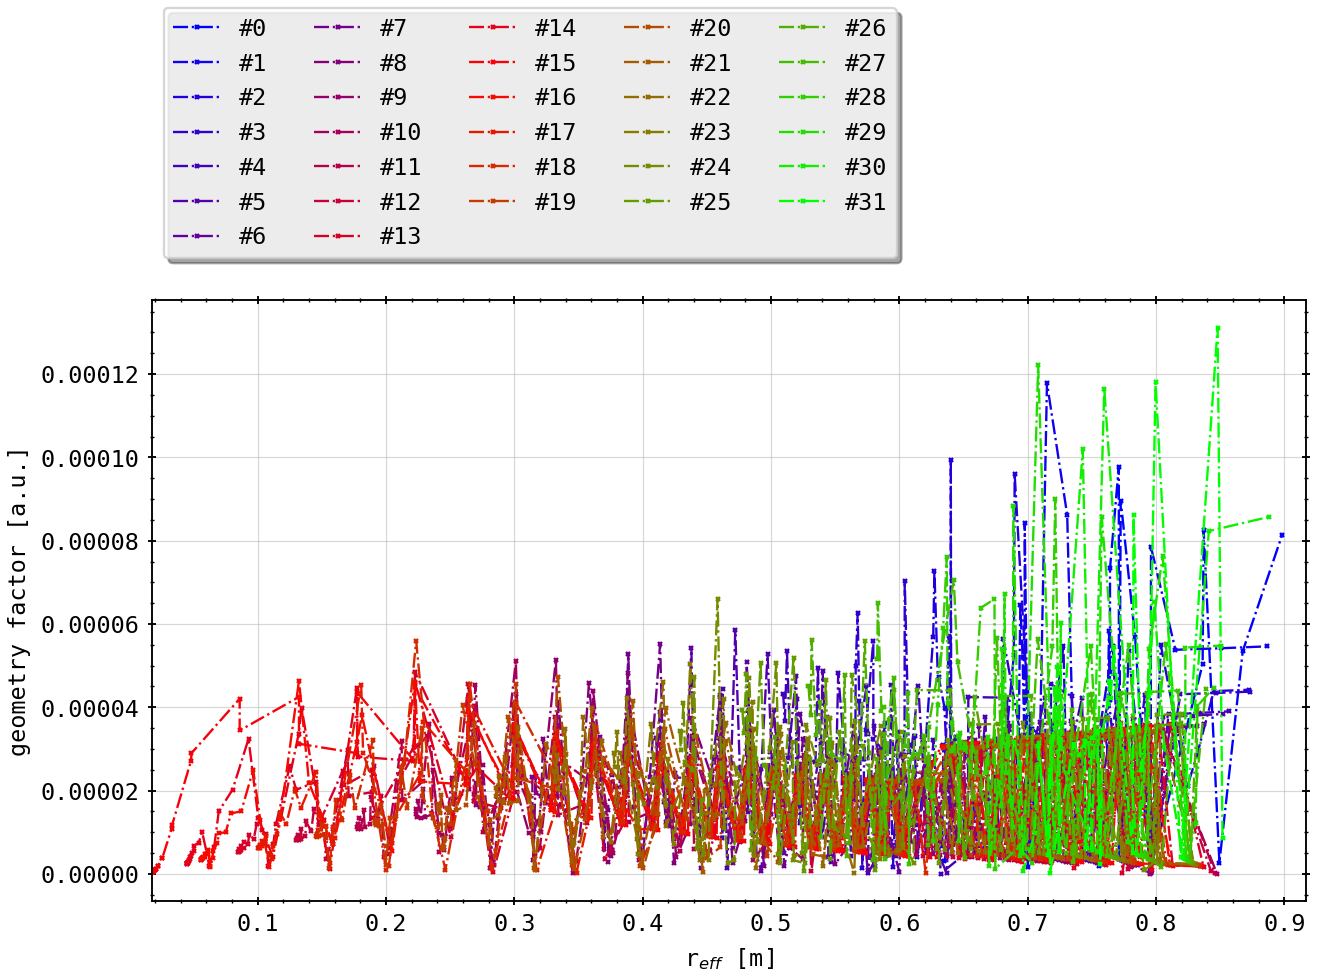 #0 #7 #14 #20 #26
#1 #8 #15 #21 #27
#2 #9 #16 #22 #28
#3 #10 #17 #23 #29
#4 #11 #18 #24 #30
#5 #12 #19 #25 #31
#6 #13
geometry factor [a.u.]
0.00012
0.00010
0.00008
0.00006
0.00004
0.00002
0.00000
0.1 0.2 0.3 0.4 0.5 0.6 0.7 0.8 0.9
r_eff [m]